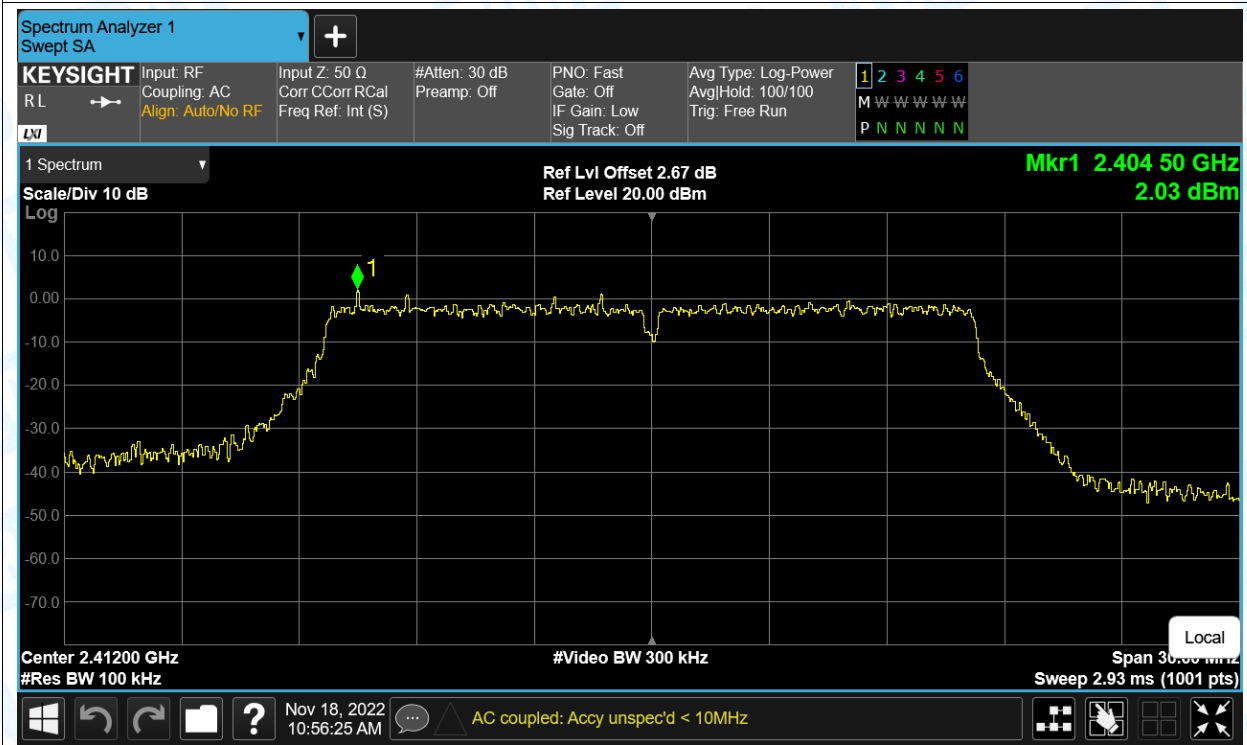 Spectrum Analyzer 1
Swept SA
KEYSIGHT
R L
LXI
Input: RF
Coupling: AC
Align: Auto/No RF
Input Z: 50 Ω
Corr CCorr RCal
Freq Ref: Int (S)
#Atten: 30 dB
Preamp: Off
PNO: Fast
Gate: Off
IF Gain: Low
Sig Track: Off
Avg Type: Log-Power
Avg|Hold: 100/100
Trig: Free Run
1 2 3 4 5 6
M W W W W W
P N N N N N
1 Spectrum
Scale/Div 10 dB
Log
Ref Lvl Offset 2.67 dB
Ref Level 20.00 dBm
Mkr1 2.404 50 GHz
2.03 dBm
1
10.0
0.00
-10.0
-20.0
-30.0
-40.0
-50.0
-60.0
-70.0
Local
Center 2.41200 GHz
#Video BW 300 kHz
Span 30.00 MHz
#Res BW 100 kHz
Sweep 2.93 ms (1001 pts)
?
Nov 18, 2022
10:56:25 AM
AC coupled: Accy unspec'd < 10MHz